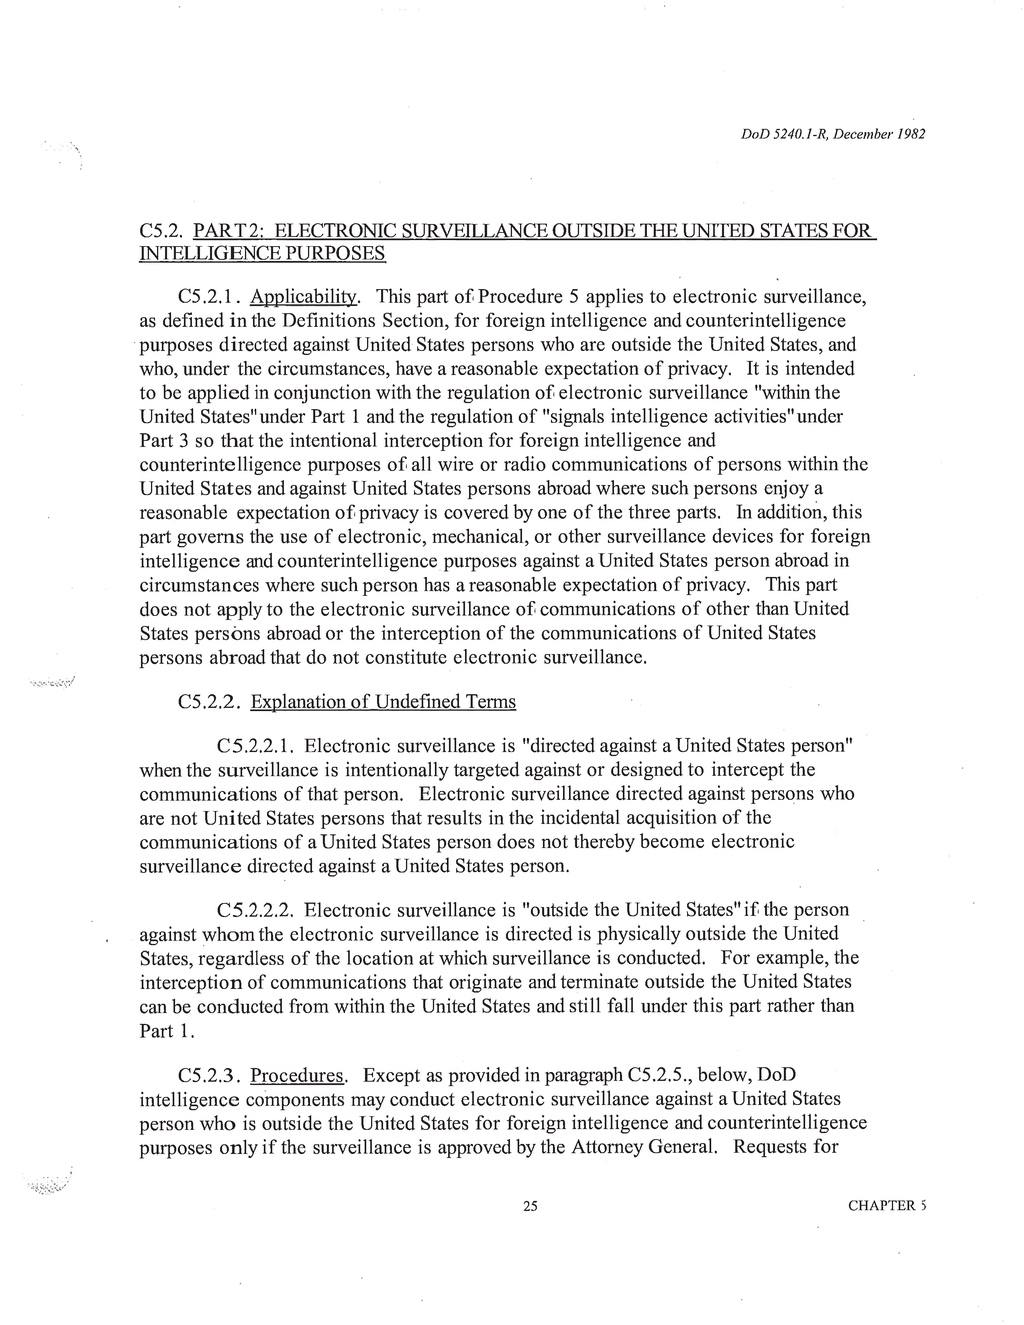 DoD 5240.1-R, December 1982
C5.2. PART 2: ELECTRONIC SURVEILLANCE OUTSIDE THE UNITED STATES FOR
INTELLIGENCE PURPOSES
C5.2.1. Applicability. This part of Procedure 5 applies to electronic surveillance,
as defined in the Definitions Section, for foreign intelligence and counterintelligence
purposes directed against United States persons who are outside the United States, and
who, under the circumstances, have a reasonable expectation of privacy. It is intended
to be applied in conjunction with the regulation of electronic surveillance "within the
United States" under Part 1 and the regulation of "signals intelligence activities" under
Part 3 so that the intentional interception for foreign intelligence and
counterintelligence purposes of all wire or radio communications of persons within the
United States and against United States persons abroad where such persons enjoy a
reasonable expectation of privacy is covered by one of the three parts. In addition, this
part governs the use of electronic, mechanical, or other surveillance devices for foreign
intelligence and counterintelligence purposes against a United States person abroad in
circumstances where such person has a reasonable expectation of privacy. This part
does not apply to the electronic surveillance of communications of other than United
States persons abroad or the interception of the communications of United States
persons abroad that do not constitute electronic surveillance.
C5.2.2. Explanation of Undefined Terms
C5.2.2.1. Electronic surveillance is "directed against a United States person"
when the surveillance is intentionally targeted against or designed to intercept the
communications of that person. Electronic surveillance directed against persons who
are not United States persons that results in the incidental acquisition of the
communications of a United States person does not thereby become electronic
surveillance directed against a United States person.
C5.2.2.2. Electronic surveillance is "outside the United States" if the person
against whom the electronic surveillance is directed is physically outside the United
States, regardless of the location at which surveillance is conducted. For example, the
interception of communications that originate and terminate outside the United States
can be conducted from within the United States and still fall under this part rather than
Part 1.
C5.2.3. Procedures. Except as provided in paragraph C5.2.5., below, DoD
intelligence components may conduct electronic surveillance against a United States
person who is outside the United States for foreign intelligence and counterintelligence
purposes only if the surveillance is approved by the Attorney General. Requests for
25
CHAPTER 5